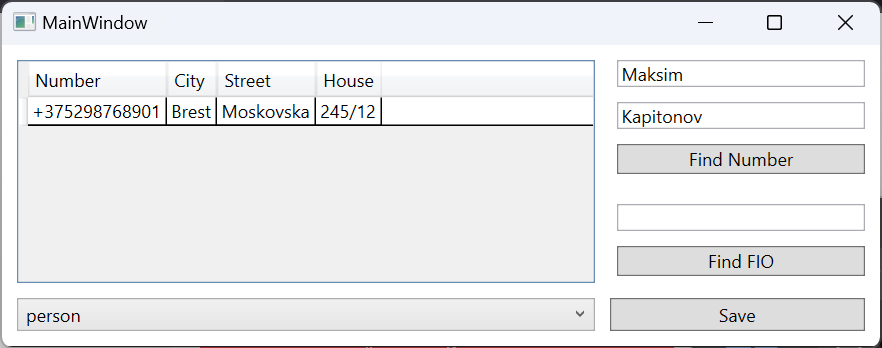 MainWindow
Number City Street House
+375298768901 Brest Moskovska 245/12
Maksim
Kapitonov
Find Number
Find FIO
person
Save